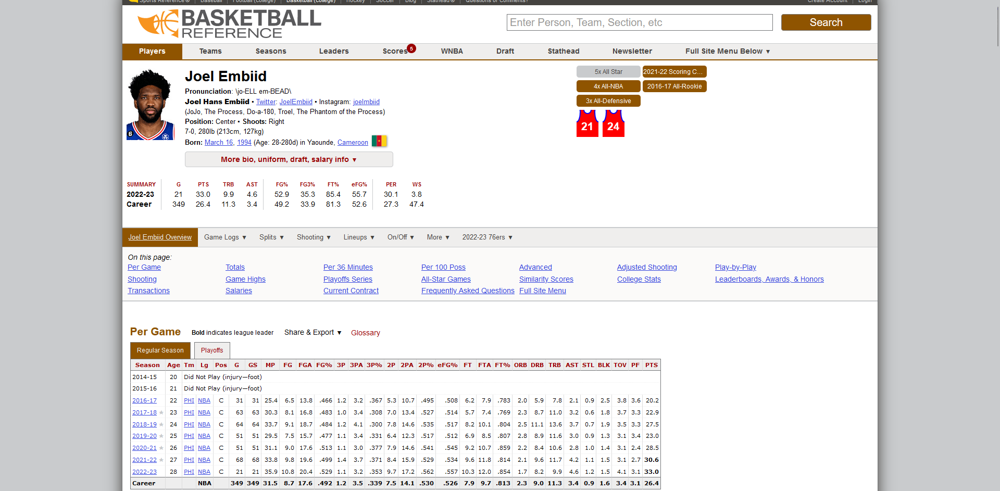 Sports Reference® Baseball Football (college) Basketball (college) Hockey Soccer Blog Stathead® Questions or Comments? Create Account Login
BASKETBALL
REFERENCE
Enter Person, Team, Section, etc Search
Players Teams Seasons Leaders Scores 5 WNBA Draft Stathead Newsletter Full Site Menu Below ▼
Joel Embiid
Pronunciation: \jo-ELL em-BEAD\
Joel Hans Embiid ▪ Twitter: JoelEmbiid ▪ Instagram: joelmbiid
(JoJo, The Process, Do-a-180, Troel, The Phantom of the Process)
Position: Center ▪ Shoots: Right
7-0, 280lb (213cm, 127kg)
Born: March 16, 1994 (Age: 28-280d) in Yaounde, Cameroon
More bio, uniform, draft, salary info ▼
6
5x All Star 2021-22 Scoring C...
4x All-NBA 2016-17 All-Rookie
3x All-Defensive
21 24
SUMMARY G PTS TRB AST FG% FG3% FT% eFG% PER WS
2022-23 21 33.0 9.9 4.6 52.9 35.3 85.4 55.7 30.1 3.8
Career 349 26.4 11.3 3.4 49.2 33.9 81.3 52.6 27.3 47.4
Joel Embiid Overview Game Logs ▼ Splits ▼ Shooting ▼ Lineups ▼ On/Off ▼ More ▼ 2022-23 76ers ▼
On this page:
Per Game Totals Per 36 Minutes Per 100 Poss Advanced Adjusted Shooting Play-by-Play
Shooting Game Highs Playoffs Series All-Star Games Similarity Scores College Stats Leaderboards, Awards, & Honors
Transactions Salaries Current Contract Frequently Asked Questions Full Site Menu
Per Game Bold indicates league leader Share & Export ▼ Glossary
Regular Season Playoffs
Season Age Tm Lg Pos G GS MP FG FGA FG% 3P 3PA 3P% 2P 2PA 2P% eFG% FT FTA FT% ORB DRB TRB AST STL BLK TOV PF PTS
2014-15 20 Did Not Play (injury—foot)
2015-16 21 Did Not Play (injury—foot)
2016-17 22 PHI NBA C 31 31 25.4 6.5 13.8 .466 1.2 3.2 .367 5.3 10.7 .495 .508 6.2 7.9 .783 2.0 5.9 7.8 2.1 0.9 2.5 3.8 3.6 20.2
2017-18 ★ 23 PHI NBA C 63 63 30.3 8.1 16.8 .483 1.0 3.4 .308 7.0 13.4 .527 .514 5.7 7.4 .769 2.3 8.7 11.0 3.2 0.6 1.8 3.7 3.3 22.9
2018-19 ★ 24 PHI NBA C 64 64 33.7 9.1 18.7 .484 1.2 4.1 .300 7.8 14.6 .535 .517 8.2 10.1 .804 2.5 11.1 13.6 3.7 0.7 1.9 3.5 3.3 27.5
2019-20 ★ 25 PHI NBA C 51 51 29.5 7.5 15.7 .477 1.1 3.4 .331 6.4 12.3 .517 .512 6.9 8.5 .807 2.8 8.9 11.6 3.0 0.9 1.3 3.1 3.4 23.0
2020-21 ★ 26 PHI NBA C 51 51 31.1 9.0 17.6 .513 1.1 3.0 .377 7.9 14.6 .541 .545 9.2 10.7 .859 2.2 8.4 10.6 2.8 1.0 1.4 3.1 2.4 28.5
2021-22 ★ 27 PHI NBA C 68 68 33.8 9.8 19.6 .499 1.4 3.7 .371 8.4 15.9 .529 .534 9.6 11.8 .814 2.1 9.6 11.7 4.2 1.1 1.5 3.1 2.7 30.6
2022-23 28 PHI NBA C 21 21 35.9 10.8 20.4 .529 1.1 3.2 .353 9.7 17.2 .562 .557 10.3 12.0 .854 1.7 8.2 9.9 4.6 1.2 1.5 4.1 3.1 33.0
Career NBA 349 349 31.5 8.7 17.6 .492 1.2 3.5 .339 7.5 14.1 .530 .526 7.9 9.7 .813 2.3 9.0 11.3 3.4 0.9 1.6 3.4 3.1 26.4